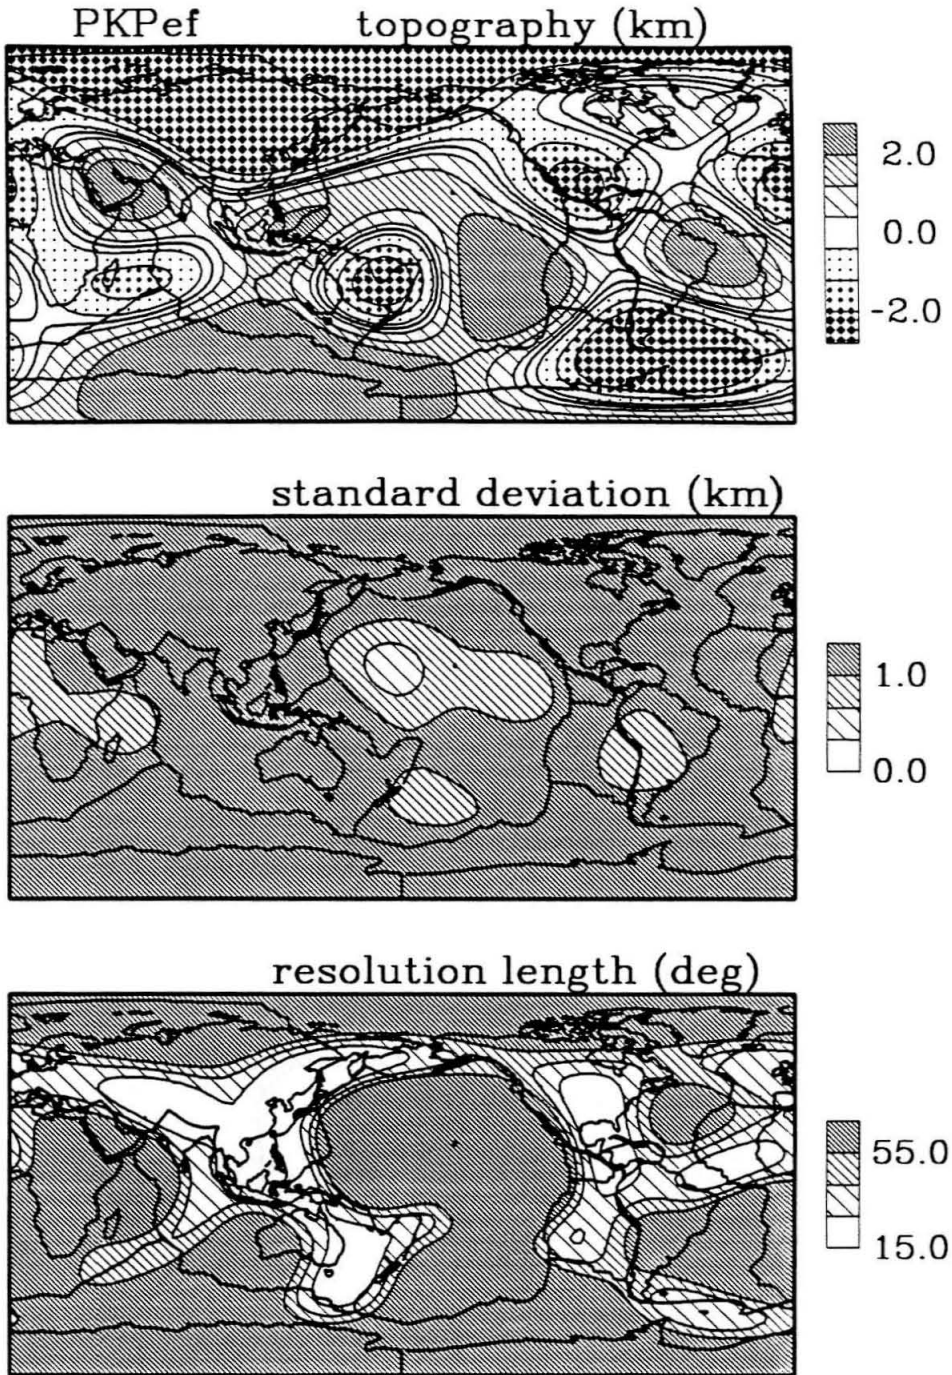 PKPef topography (km)
2.0
0.0
-2.0
standard deviation (km)
1.0
0.0
resolution length (deg)
55.0
15.0